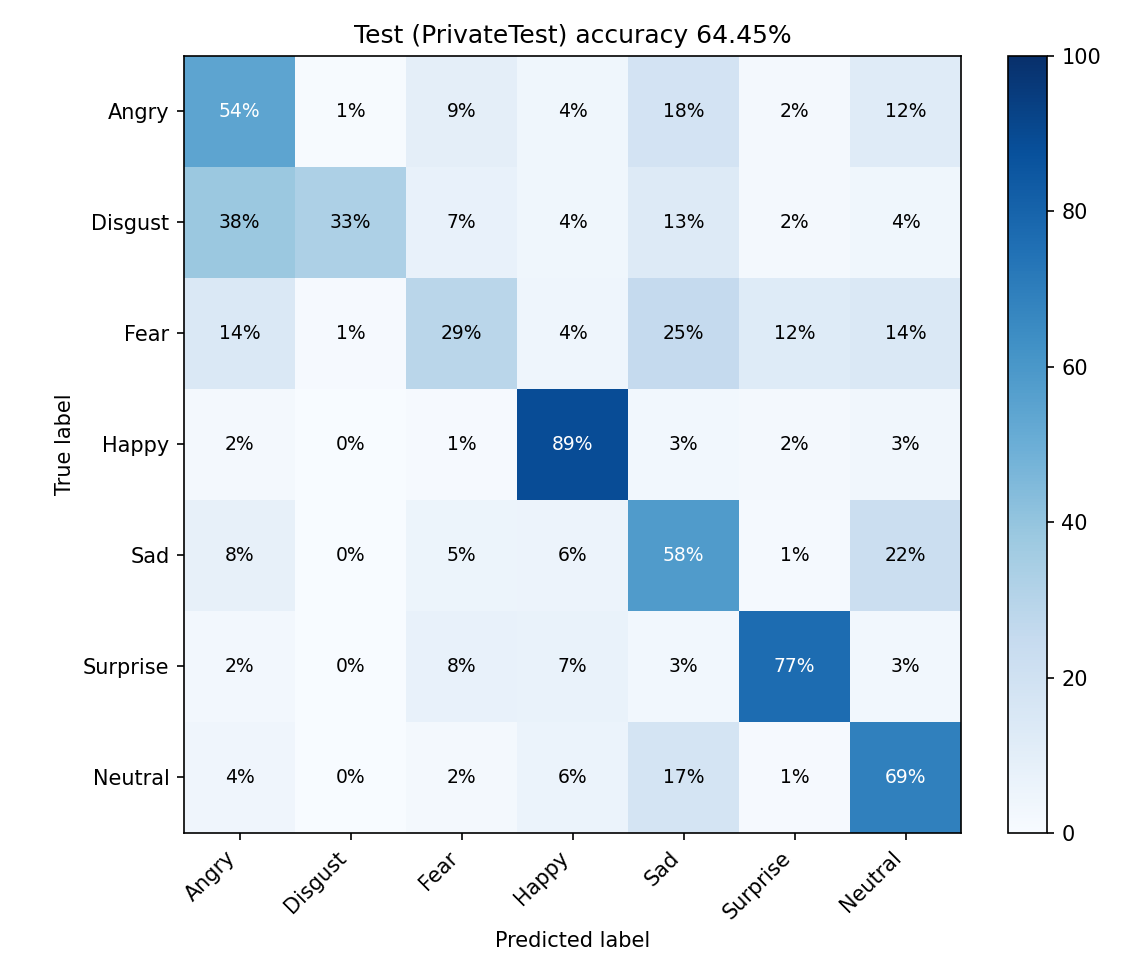 Test (PrivateTest) accuracy 64.45%
Angry 54% 1% 9% 4% 18% 2% 12%
Disgust 38% 33% 7% 4% 13% 2% 4%
Fear 14% 1% 29% 4% 25% 12% 14%
Happy 2% 0% 1% 89% 3% 2% 3%
Sad 8% 0% 5% 6% 58% 1% 22%
Surprise 2% 0% 8% 7% 3% 77% 3%
Neutral 4% 0% 2% 6% 17% 1% 69%
True label
Angry Disgust Fear Happy Sad Surprise Neutral
Predicted label
100
80
60
40
20
0